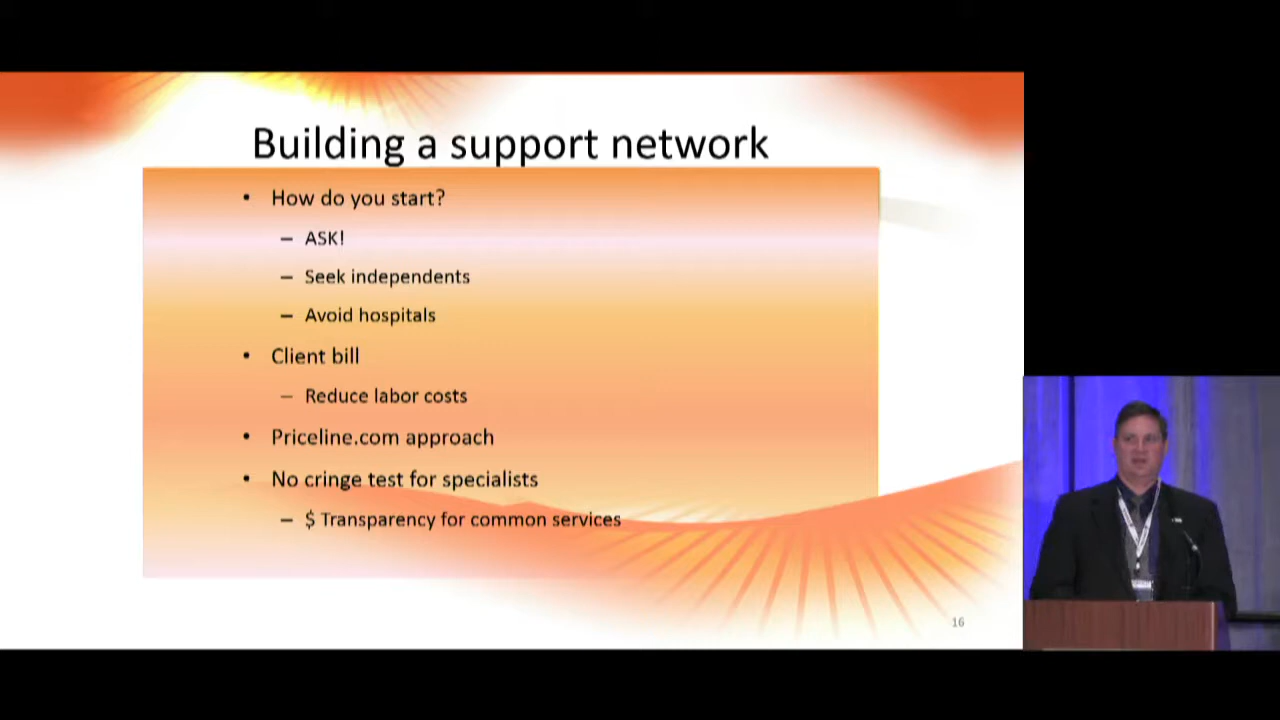 Building a support network
• How do you start?
– ASK!
– Seek independents
– Avoid hospitals
• Client bill
– Reduce labor costs
• Priceline.com approach
• No cringe test for specialists
– $ Transparency for common services
16